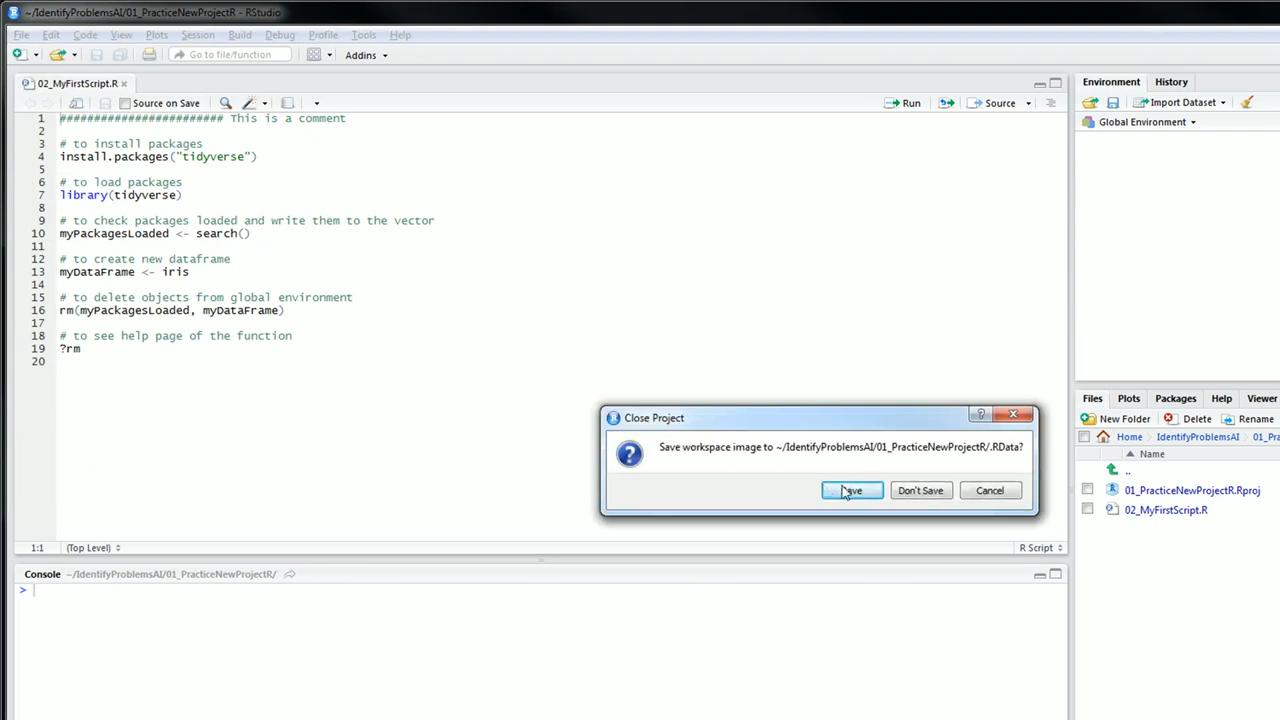 ~/IdentifyProblemsAI/01_PracticeNewProjectR - RStudio
File Edit Code View Plots Session Build Debug Profile Tools Help
Go to file/function Addins
02_MyFirstScript.R
Source on Save Run Source
1 ######################## This is a comment
2
3 # to install packages
4 install.packages("tidyverse")
5
6 # to load packages
7 library(tidyverse)
8
9 # to check packages loaded and write them to the vector
10 myPackagesLoaded <- search()
11
12 # to create new dataframe
13 myDataFrame <- iris
14
15 # to delete objects from global environment
16 rm(myPackagesLoaded, myDataFrame)
17
18 # to see help page of the function
19 ?rm
20
1:1 (Top Level) R Script
Console ~/IdentifyProblemsAI/01_PracticeNewProjectR/
>
Environment History
Import Dataset
Global Environment
Files Plots Packages Help Viewer
New Folder Delete Rename
Home IdentifyProblemsAI 01_Pra
Name
..
01_PracticeNewProjectR.Rproj
02_MyFirstScript.R
Close Project
Save workspace image to ~/IdentifyProblemsAI/01_PracticeNewProjectR/.RData?
Don't Save Cancel